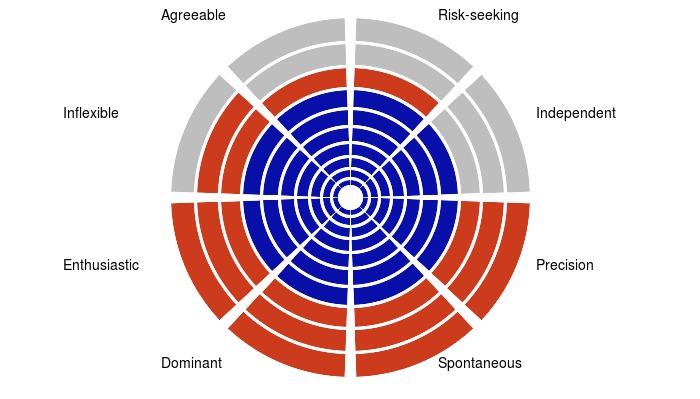 Agreeable
Risk-seeking
Inflexible
Independent
Enthusiastic
Precision
Dominant
Spontaneous